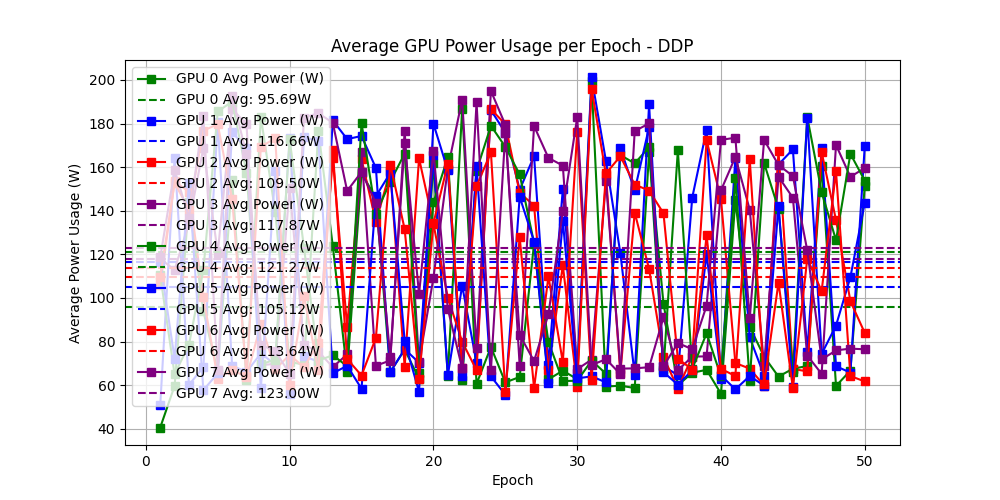 Average GPU Power Usage per Epoch - DDP
Average Power Usage (W)
200
180
160
140
120
100
80
60
40
GPU 0 Avg Power (W)
GPU 0 Avg: 95.69W
GPU 1 Avg Power (W)
GPU 1 Avg: 116.66W
GPU 2 Avg Power (W)
GPU 2 Avg: 109.50W
GPU 3 Avg Power (W)
GPU 3 Avg: 117.87W
GPU 4 Avg Power (W)
GPU 4 Avg: 121.27W
GPU 5 Avg Power (W)
GPU 5 Avg: 105.12W
GPU 6 Avg Power (W)
GPU 6 Avg: 113.64W
GPU 7 Avg Power (W)
GPU 7 Avg: 123.00W
0 10 20 30 40 50
Epoch